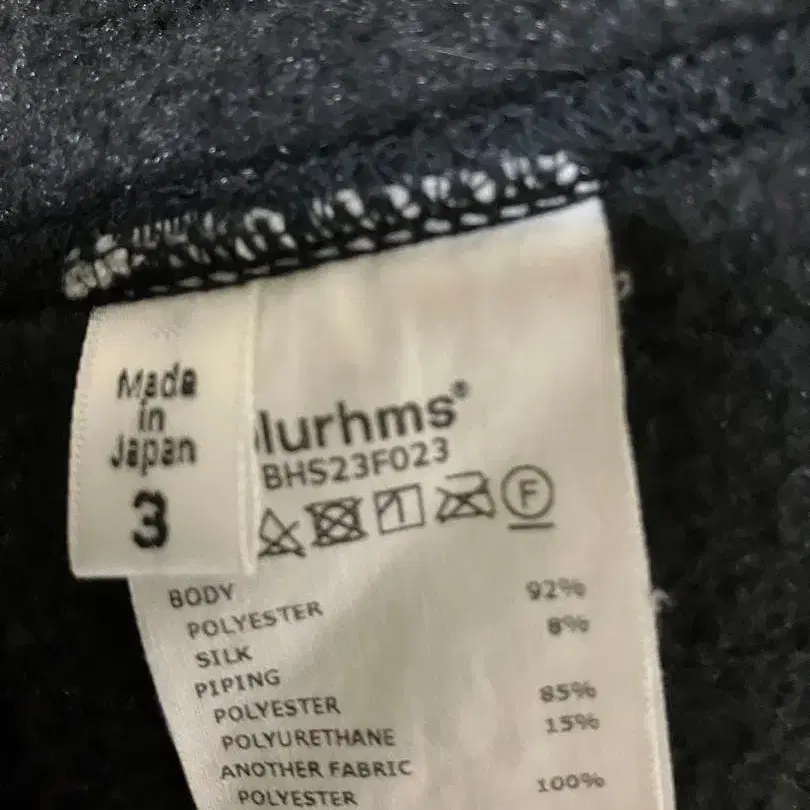 Made
in
Japan
3
lurhms®
BHS23F023
F
BODY
POLYESTER 92%
SILK 8%
PIPING
POLYESTER 85%
POLYURETHANE 15%
ANOTHER FABRIC
POLYESTER 100%